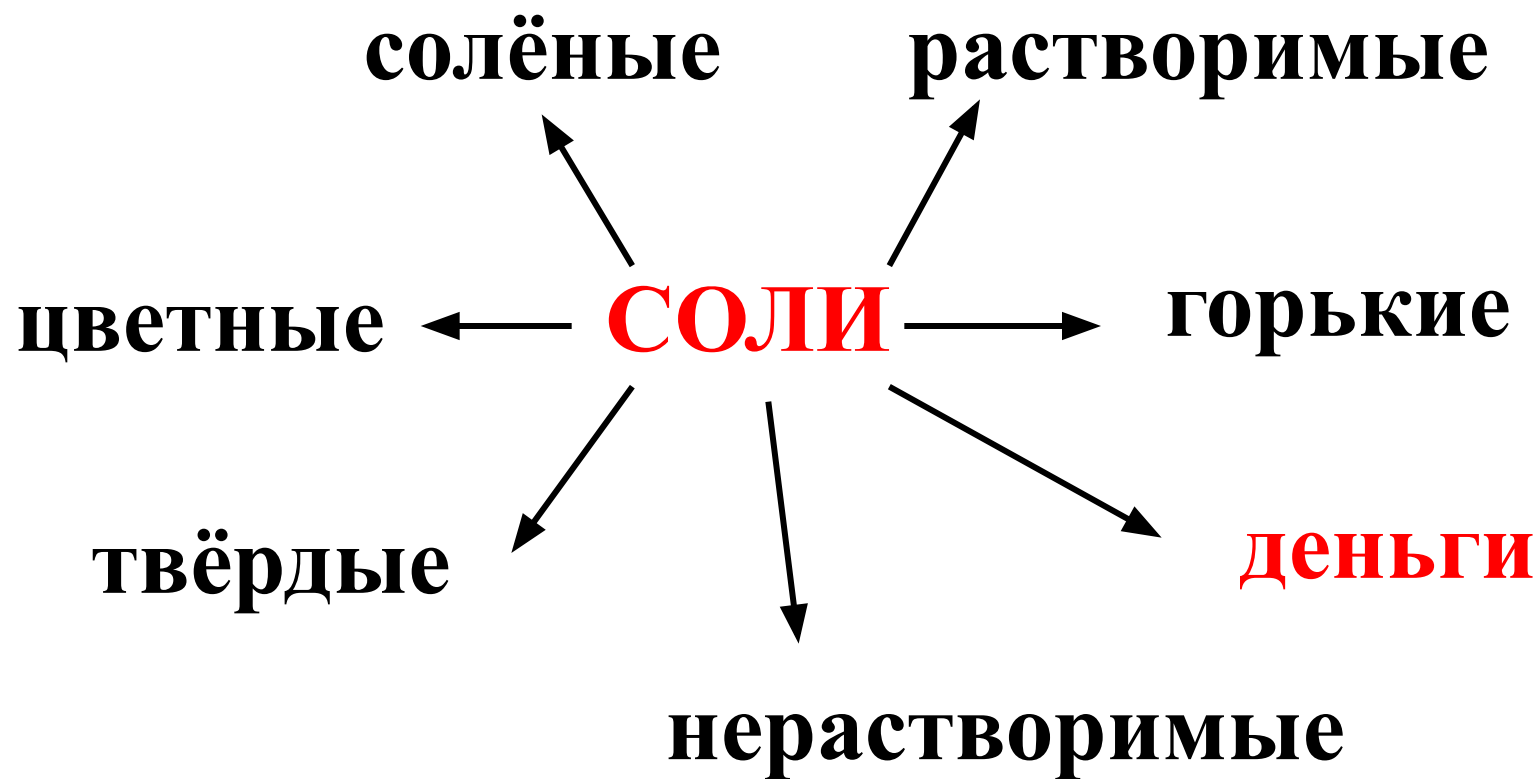 солёные
растворимые
цветные
СОЛИ
горькие
твёрдые
деньги
нерастворимые